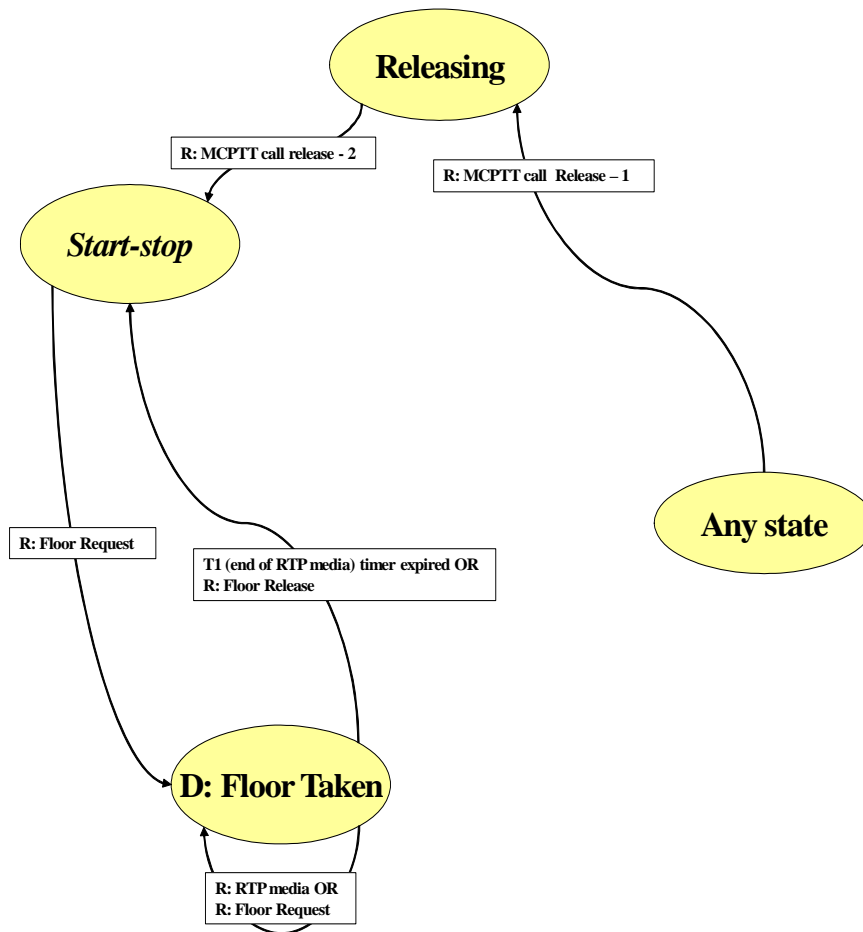 Releasing
R: MCPTT call release - 2
R: MCPTT call Release – 1
Start-stop
Any state
R: Floor Request
T1 (end of RTP media) timer expired OR
R: Floor Release
D: Floor Taken
R: RTP media OR
R: Floor Request